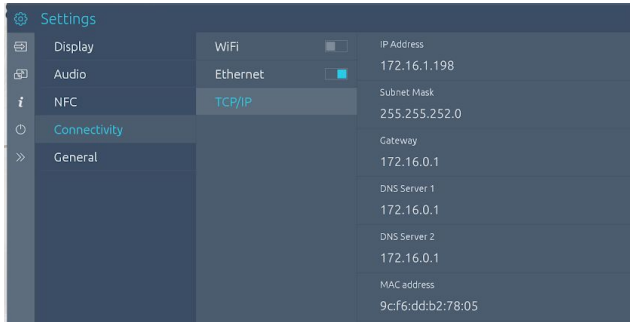 Settings
Display
Audio
NFC
Connectivity
General
WiFi
Ethernet
TCP/IP
IP Address
172.16.1.198
Subnet Mask
255.255.252.0
Gateway
172.16.0.1
DNS Server 1
172.16.0.1
DNS Server 2
172.16.0.1
MAC address
9c:f6:dd:b2:78:05